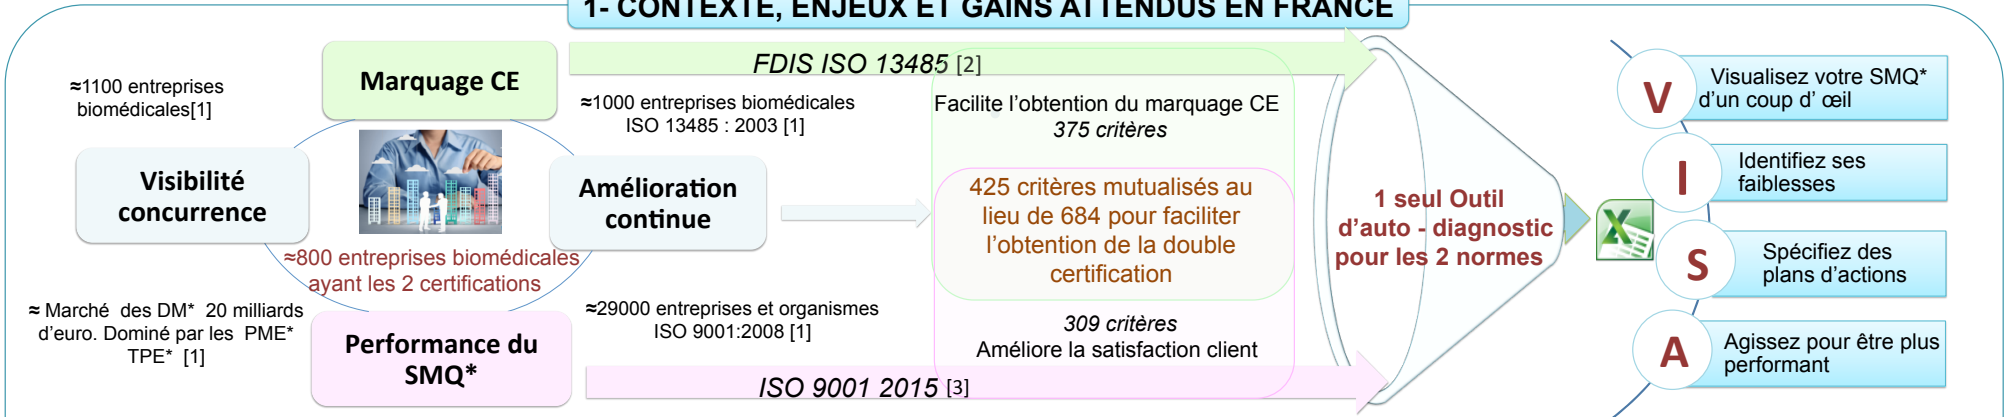 1- CONTEXTE, ENJEUX ET GAINS ATTENDUS EN FRANCE
≈1100 entreprises
biomédicales[1]
Marquage CE
Visibilité
concurrence
Amélioration
continue
≈800 entreprises biomédicales
ayant les 2 certifications
≈ Marché des DM* 20 milliards
d'euro. Dominé par les PME*
TPE* [1]
Performance du
SMQ*
FDIS ISO 13485 [2]
≈1000 entreprises biomédicales
ISO 13485 : 2003 [1]
Facilite l'obtention du marquage CE
375 critères
425 critères mutualisés au
lieu de 684 pour faciliter
l'obtention de la double
certification
≈29000 entreprises et organismes
ISO 9001:2008 [1]
309 critères
Améliore la satisfaction client
ISO 9001 2015 [3]
1 seul Outil
d'auto - diagnostic
pour les 2 normes
V
Visualisez votre SMQ*
d'un coup d' œil
I
Identifiez ses
faiblesses
S
Spécifiez des
plans d'actions
A
Agissez pour être plus
performant